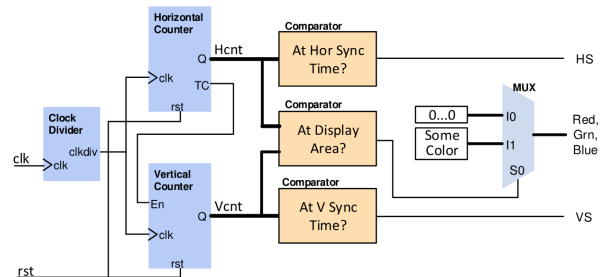 Horizontal
Counter
Q
clk
TC
rst
Hcnt
Comparator
At Hor Sync
Time?
HS
Clock
Divider
clkdiv
clk
clk
Comparator
At Display
Area?
MUX
0...0
I0
Some
Color
I1
S0
Red,
Grn,
Blue
Vertical
Counter
En
Q
clk
rst
Vcnt
Comparator
At V Sync
Time?
VS
rst